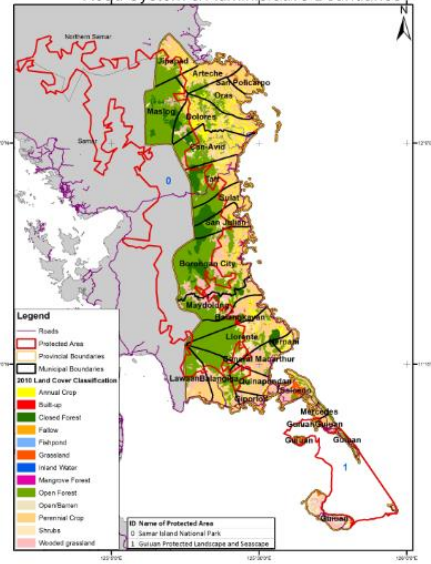 N
Northern Samar
Jipapad
Arteche
San Policarpo
Oras
Maslog
Dolores
Samar
Can-Avid
Taft
0
Sulat
San Julian
Borongan City
Maydolong
Balangkayan
Llorente
Hernani
General Macarthur
Lawaan Balangiga Quinapondan
Giporlos
Salcedo
Mercedes
Guiuan Guiuan
Guiuan Guiuan
1
Guiuan
Legend
Roads
Protected Area
Provincial Boundaries
Municipal Boundaries
2010 Land Cover Classification
Annual Crop
Built-up
Closed Forest
Fallow
Fishpond
Grassland
Inland Water
Mangrove Forest
Open Forest
Open/Barren
Perennial Crop
Shrubs
Wooded grassland
ID Name of Protected Area
0 Samar Island National Park
1 Guiuan Protected Landscape and Seascape